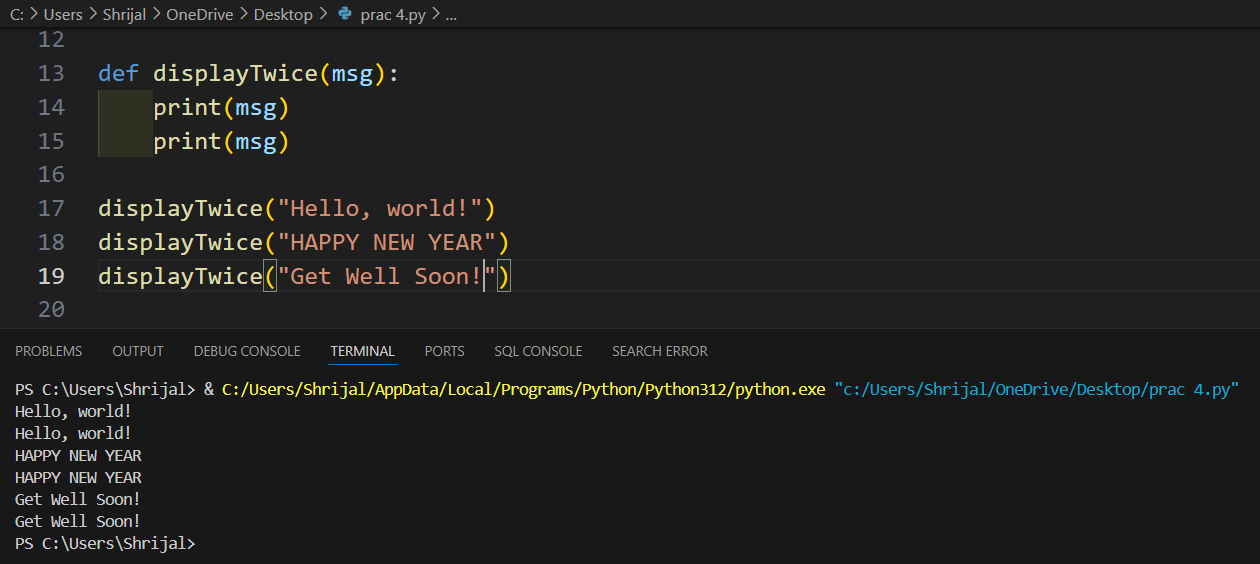 C: > Users > Shrijal > OneDrive > Desktop > prac 4.py > ...
12
13 def displayTwice(msg):
14     print(msg)
15     print(msg)
16
17 displayTwice("Hello, world!")
18 displayTwice("HAPPY NEW YEAR")
19 displayTwice("Get Well Soon!")
20
PROBLEMS OUTPUT DEBUG CONSOLE TERMINAL PORTS SQL CONSOLE SEARCH ERROR
PS C:\Users\Shrijal> & C:/Users/Shrijal/AppData/Local/Programs/Python/Python312/python.exe "c:/Users/Shrijal/OneDrive/Desktop/prac 4.py"
Hello, world!
Hello, world!
HAPPY NEW YEAR
HAPPY NEW YEAR
Get Well Soon!
Get Well Soon!
PS C:\Users\Shrijal>